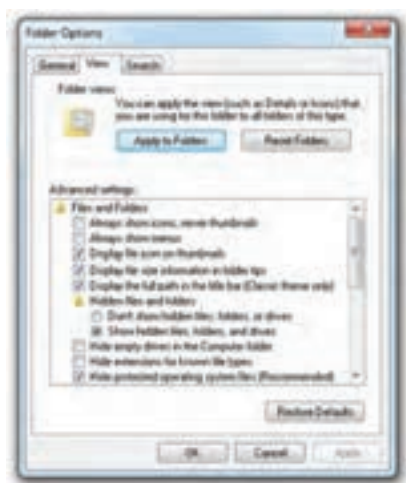 Folder Options
General View Search
Folder views
You can apply the view (such as Details or Icons) that
you are using for this folder to all folders of this type.
Apply to Folders Reset Folders
Advanced settings:
Files and Folders
Always show icons, never thumbnails
Always show menus
Display file icon on thumbnails
Display file size information in folder tips
Display the full path in the title bar (Classic theme only)
Hidden files and folders
Don't show hidden files, folders, or drives
Show hidden files, folders, and drives
Hide empty drives in the Computer folder
Hide extensions for known file types
Hide protected operating system files (Recommended)
Restore Defaults
OK Cancel Apply